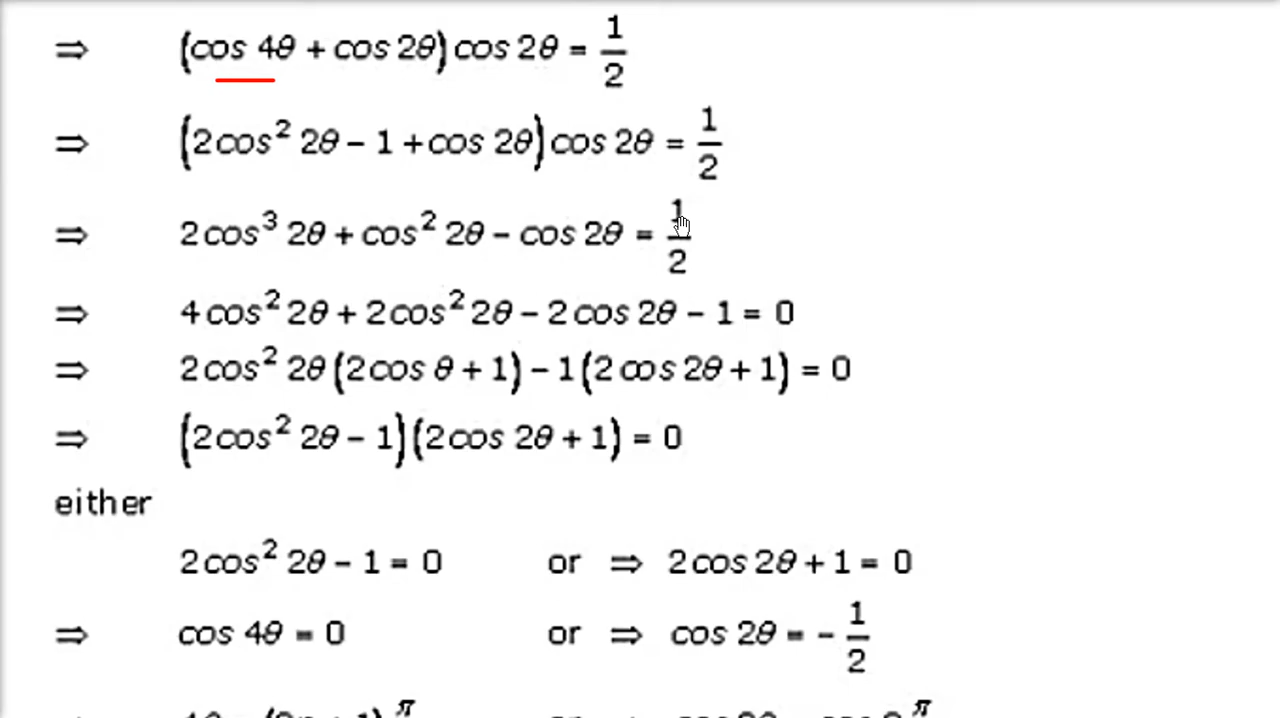 ⇒ (cos 4θ + cos 2θ) cos 2θ = 1/2
⇒ (2cos² 2θ − 1 + cos 2θ) cos 2θ = 1/2
⇒ 2cos³ 2θ + cos² 2θ − cos 2θ = 1/2
⇒ 4cos² 2θ + 2cos² 2θ − 2cos 2θ − 1 = 0
⇒ 2cos² 2θ (2cos θ + 1) − 1(2cos 2θ + 1) = 0
⇒ (2cos² 2θ − 1)(2cos 2θ + 1) = 0
either
2cos² 2θ − 1 = 0 or ⇒ 2cos 2θ + 1 = 0
⇒ cos 4θ = 0 or ⇒ cos 2θ = − 1/2
π π